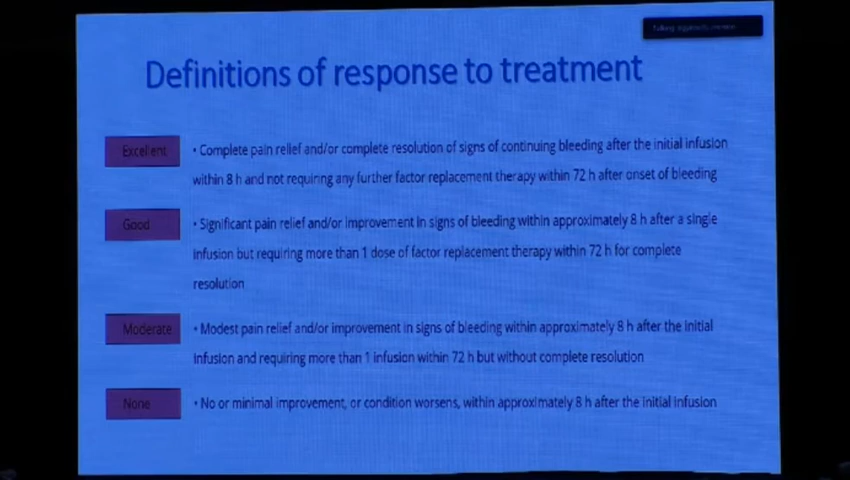 Definitions of response to treatment
Excellent
• Complete pain relief and/or complete resolution of signs of continuing bleeding after the initial infusion
within 8 h and not requiring any further factor replacement therapy within 72 h after onset of bleeding
Good
• Significant pain relief and/or improvement in signs of bleeding within approximately 8 h after a single
infusion but requiring more than 1 dose of factor replacement therapy within 72 h for complete
resolution
Moderate
• Modest pain relief and/or improvement in signs of bleeding within approximately 8 h after the initial
infusion and requiring more than 1 infusion within 72 h but without complete resolution
None
• No or minimal improvement, or condition worsens, within approximately 8 h after the initial infusion